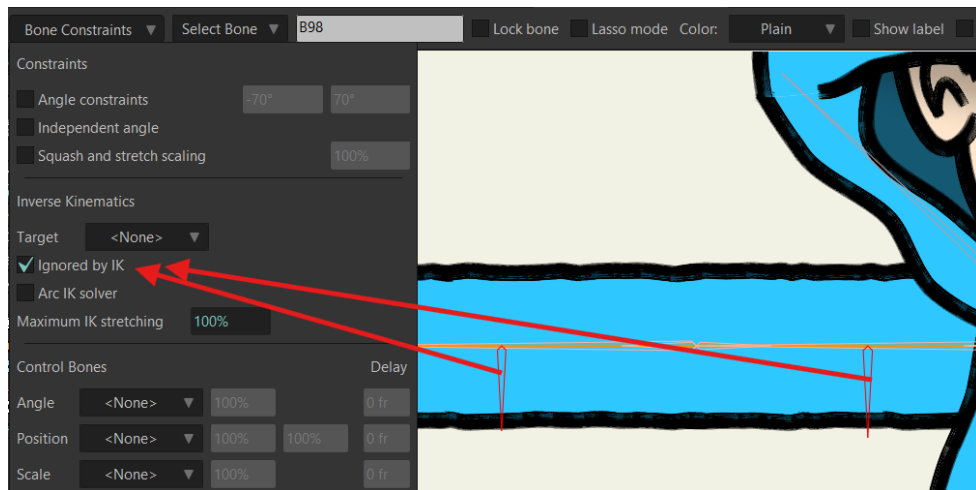 Bone Constraints Select Bone B98 Lock bone Lasso mode Color: Plain Show label
Constraints
Angle constraints -70° 70°
Independent angle
Squash and stretch scaling 100%
Inverse Kinematics
Target <None>
Ignored by IK
Arc IK solver
Maximum IK stretching 100%
Control Bones Delay
Angle <None> 100% 0 fr
Position <None> 100% 100% 0 fr
Scale <None> 100% 0 fr